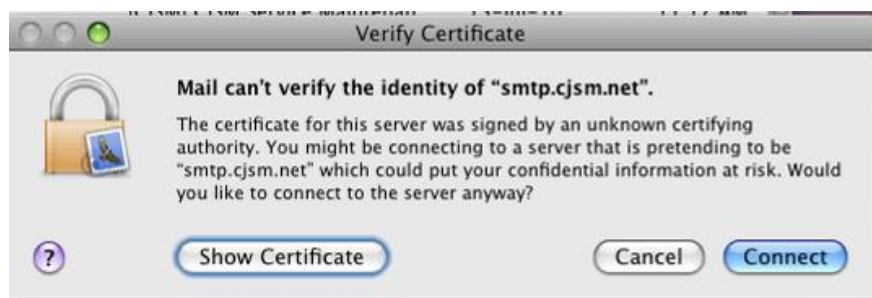 Verify Certificate
Mail can’t verify the identity of “smtp.cjsm.net”.
The certificate for this server was signed by an unknown certifying
authority. You might be connecting to a server that is pretending to be
“smtp.cjsm.net” which could put your confidential information at risk. Would
you like to connect to the server anyway?
?
Show Certificate
Cancel
Connect